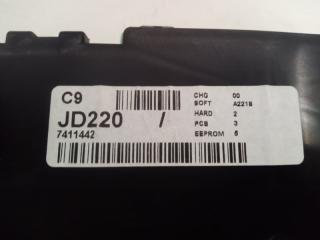 C9
JD220 /
7411442
CHG 00
SOFT A221B
HARD 2
PCB 3
EEPROM 6